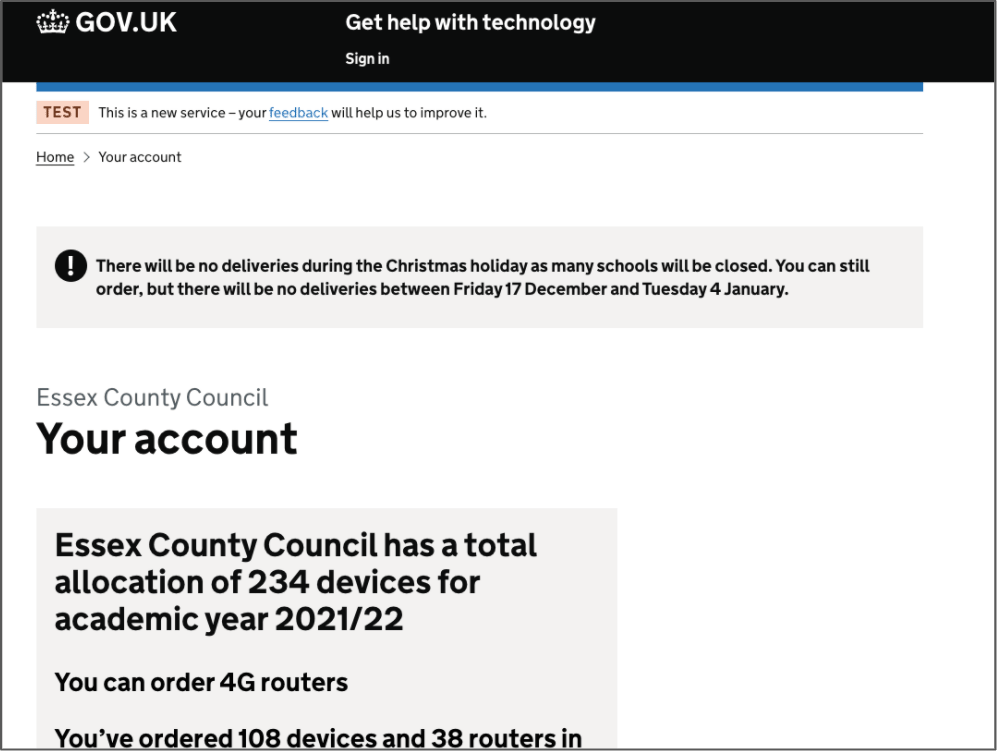 GOV.UK
Get help with technology
Sign in
TEST This is a new service – your feedback will help us to improve it.
Home > Your account
! There will be no deliveries during the Christmas holiday as many schools will be closed. You can still
order, but there will be no deliveries between Friday 17 December and Tuesday 4 January.
Essex County Council
Your account
Essex County Council has a total
allocation of 234 devices for
academic year 2021/22
You can order 4G routers
You’ve ordered 108 devices and 38 routers in